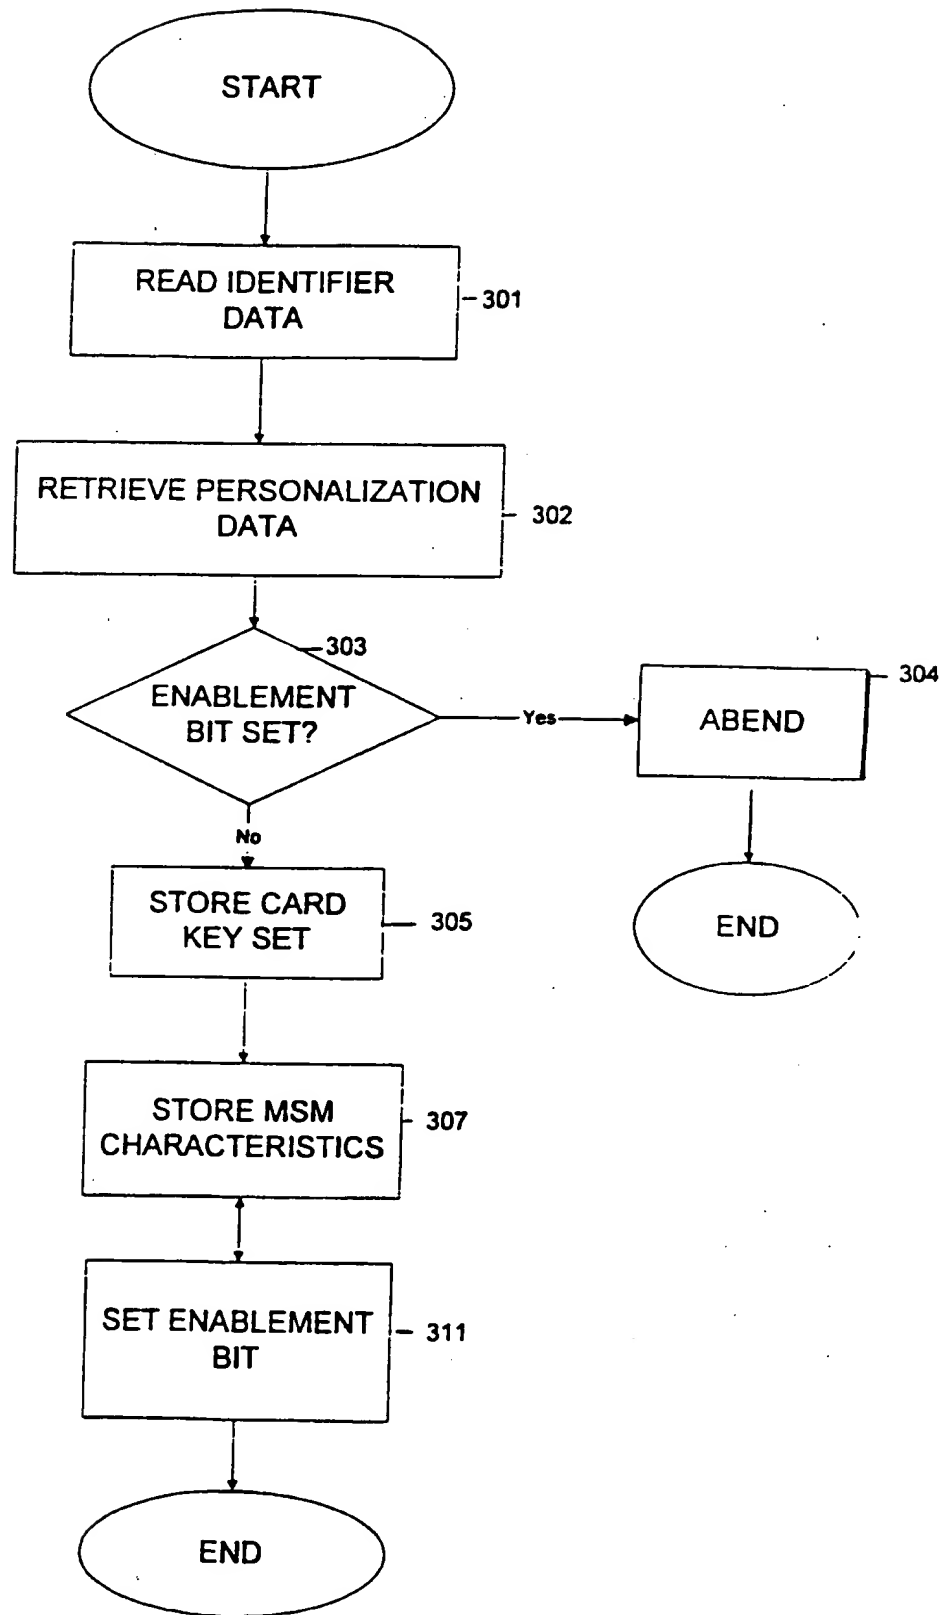 START
READ IDENTIFIER
DATA
301
RETRIEVE PERSONALIZATION
DATA
302
303
ENABLEMENT
BIT SET?
Yes
304
ABEND
END
No
STORE CARD
KEY SET
305
STORE MSM
CHARACTERISTICS
307
SET ENABLEMENT
BIT
311
END